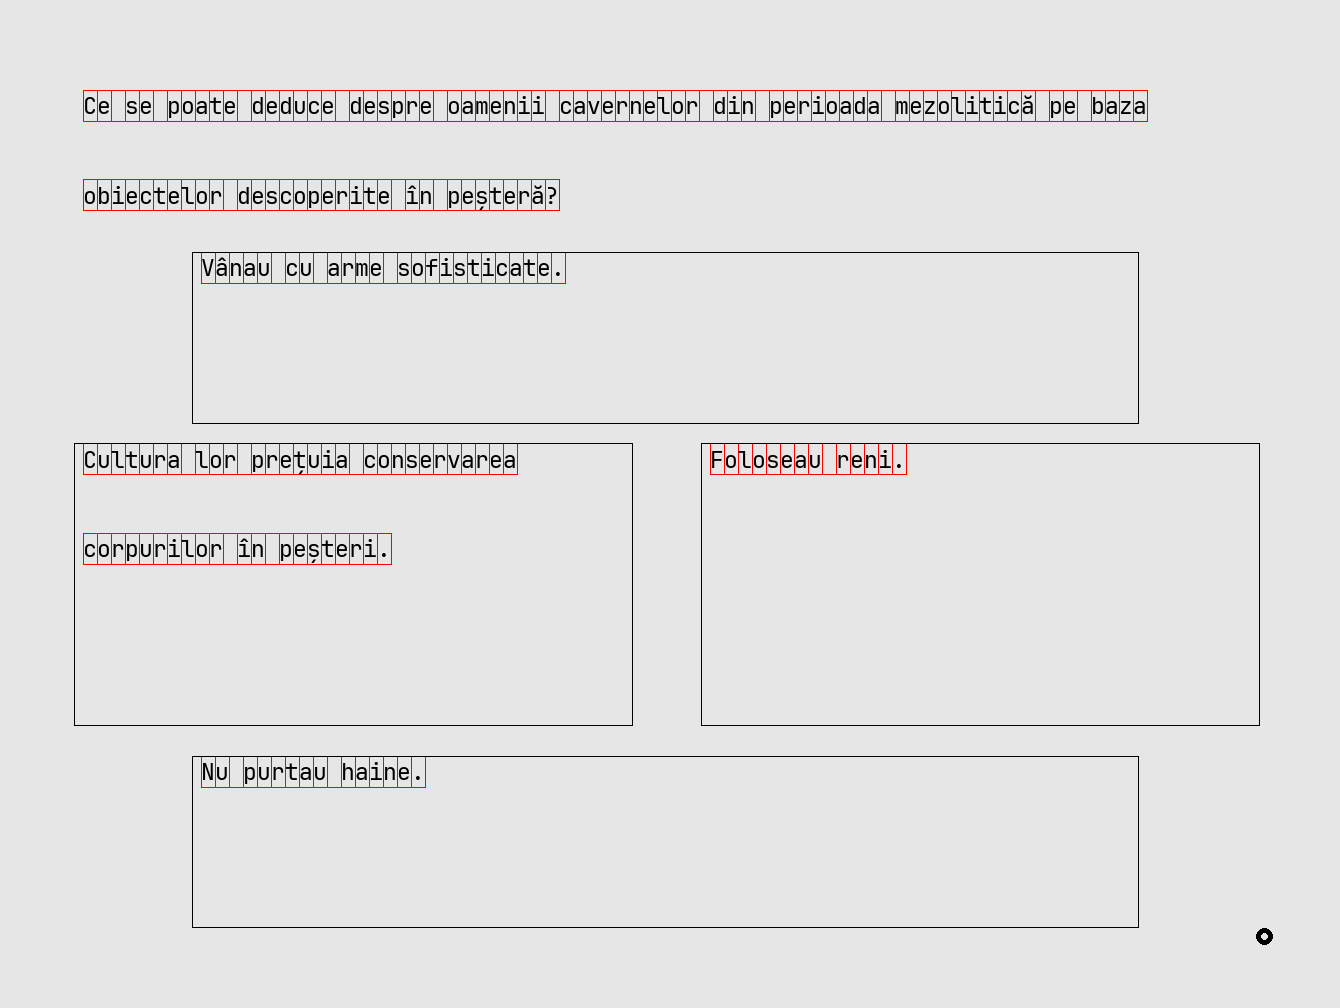 Ce se poate deduce despre oamenii cavernelor din perioada mezolitică pe baza
obiectelor descoperite în peșteră?
Vânau cu arme sofisticate.
Cultura lor prețuia conservarea
corpurilor în peșteri.
Foloseau reni.
Nu purtau haine.